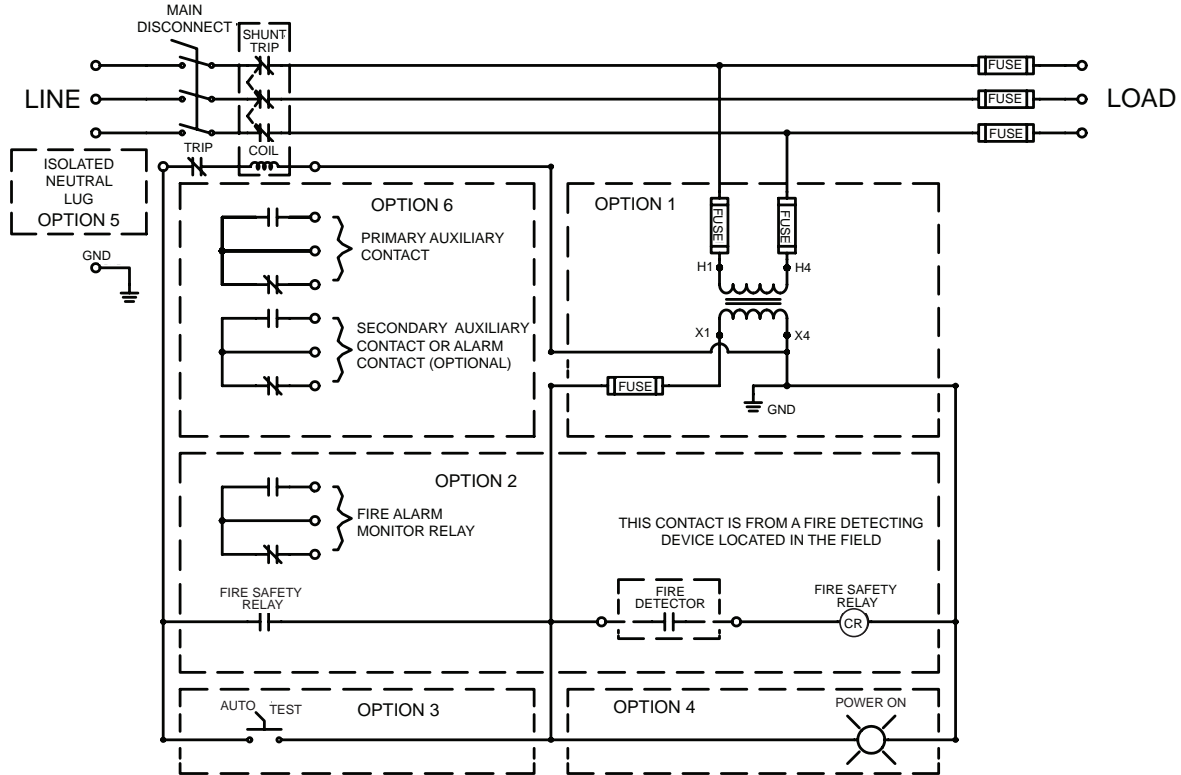 MAIN
DISCONNECT
SHUNT
TRIP
FUSE
LINE
FUSE
LOAD
FUSE
TRIP
COIL
ISOLATED
NEUTRAL
LUG
OPTION 5
OPTION 6
OPTION 1
PRIMARY AUXILIARY
CONTACT
FUSE
FUSE
GND
H1
H4
SECONDARY AUXILIARY
CONTACT OR ALARM
CONTACT (OPTIONAL)
X1
X4
FUSE
GND
OPTION 2
FIRE ALARM
MONITOR RELAY
THIS CONTACT IS FROM A FIRE DETECTING
DEVICE LOCATED IN THE FIELD
FIRE SAFETY
RELAY
FIRE
DETECTOR
FIRE SAFETY
RELAY
CR
AUTO
TEST
OPTION 3
OPTION 4
POWER ON